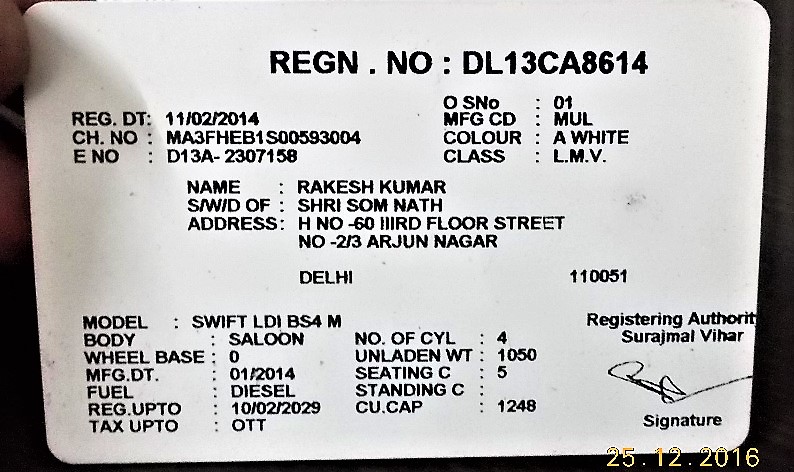 REGN . NO : DL13CA8614
O SNo : 01
REG. DT: 11/02/2014 MFG CD : MUL
CH. NO : MA3FHEB1S00593004 COLOUR : A WHITE
E NO : D13A- 2307158 CLASS : L.M.V.
NAME : RAKESH KUMAR
S/W/D OF : SHRI SOM NATH
ADDRESS : H NO -60 IIIRD FLOOR STREET
NO -2/3 ARJUN NAGAR
DELHI 110051
MODEL : SWIFT LDI BS4 M Registering Authority
BODY : SALOON NO. OF CYL : 4 Surajmal Vihar
WHEEL BASE : 0 UNLADEN WT : 1050
MFG.DT. : 01/2014 SEATING C : 5
FUEL : DIESEL STANDING C :
REG.UPTO : 10/02/2029 CU.CAP : 1248
TAX UPTO : OTT Signature
25.12.2016